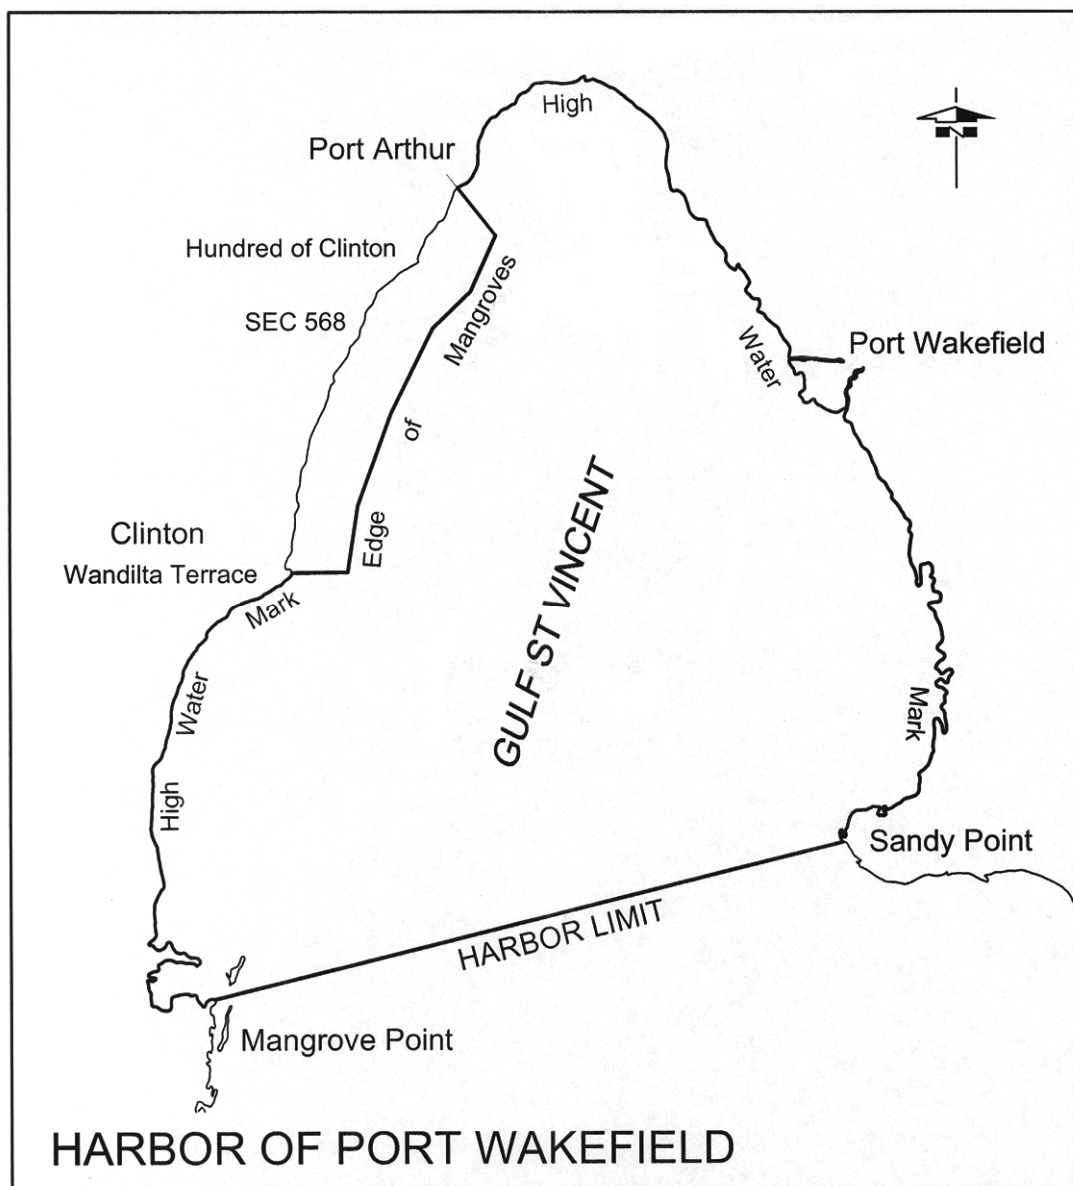 High
Port Arthur
N
Hundred of Clinton
Mangroves
SEC 568
Water
Port Wakefield
of
GULF ST VINCENT
Clinton
Edge
Wandilta Terrace
Mark
Water
Mark
High
Sandy Point
HARBOR LIMIT
Mangrove Point
HARBOR OF PORT WAKEFIELD